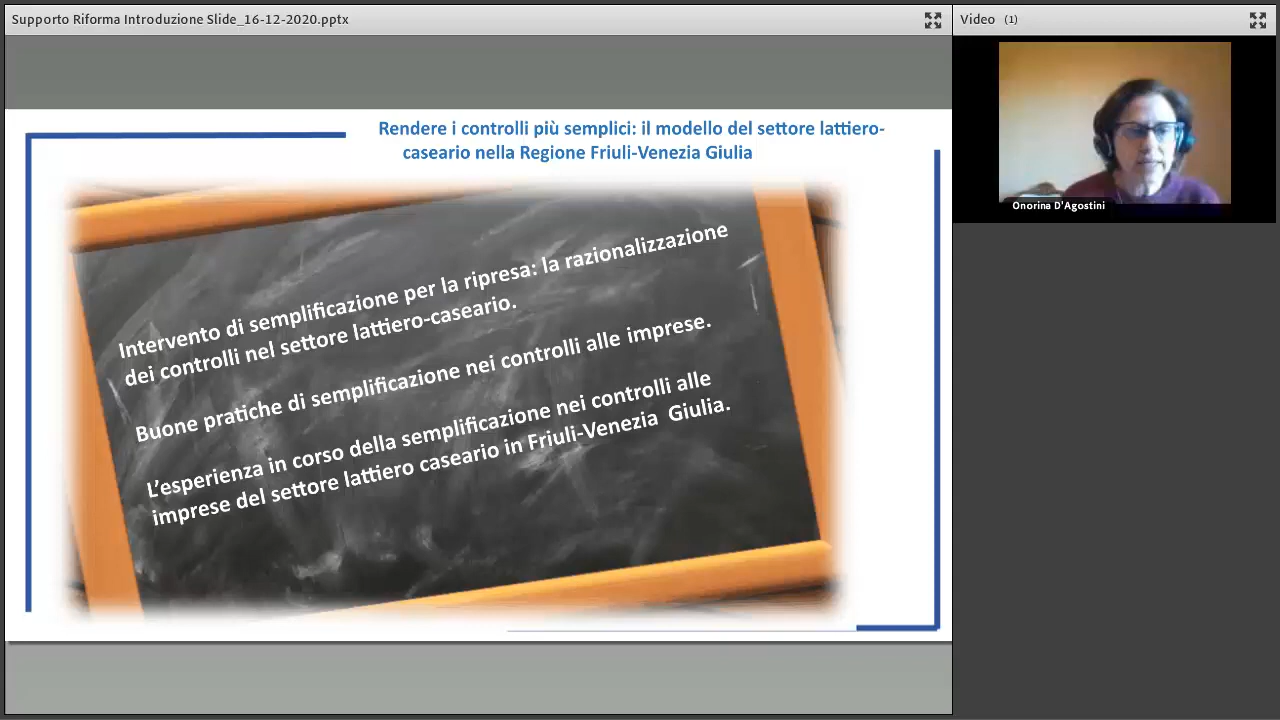 Supporto Riforma Introduzione Slide_16-12-2020.pptx
Video (1)
Rendere i controlli più semplici: il modello del settore lattiero-
caseario nella Regione Friuli-Venezia Giulia
Intervento di semplificazione per la ripresa: la razionalizzazione
dei controlli nel settore lattiero-caseario.
Buone pratiche di semplificazione nei controlli alle imprese.
L'esperienza in corso della semplificazione nei controlli alle
imprese del settore lattiero caseario in Friuli-Venezia Giulia.
Onorina D'Agostini